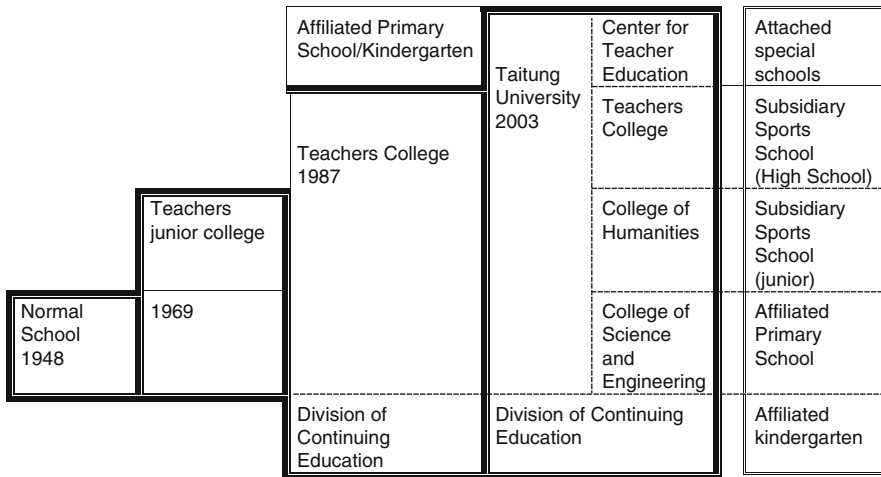 Affiliated Primary
School/Kindergarten
Taitung
University
2003
Center for
Teacher
Education
Attached
special
schools
Teachers College
1987
Teachers
College
Subsidiary
Sports
School
(High School)
Teachers
junior college
College of
Humanities
Subsidiary
Sports
School
(junior)
Normal
School
1948
1969
College of
Science
and
Engineering
Affiliated
Primary
School
Division of
Continuing
Education
Division of Continuing
Education
Affiliated
kindergarten